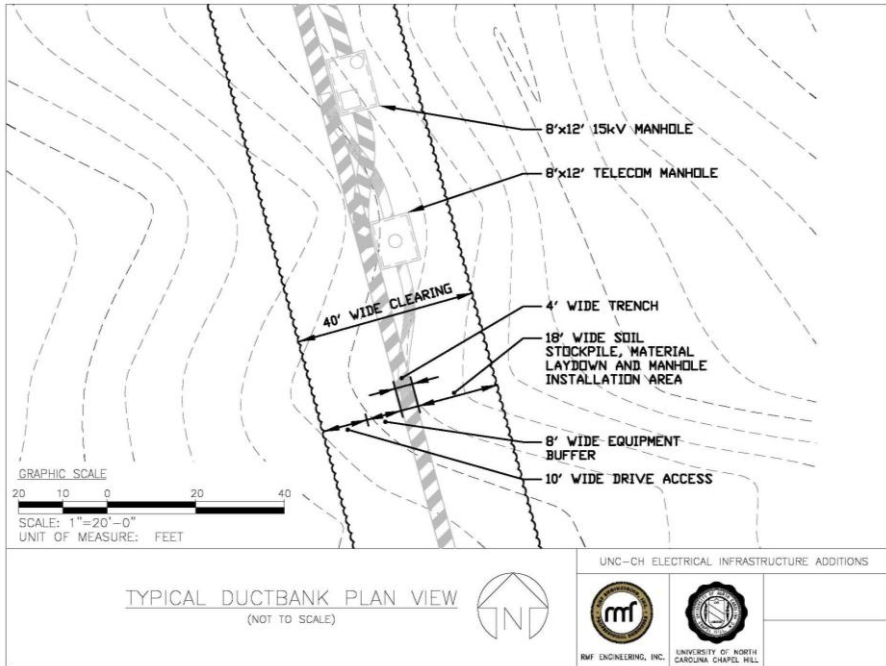 8'x12' 15kV MANHOLE
8'x12' TELECOM MANHOLE
40' WIDE CLEARING
4' WIDE TRENCH
18' WIDE SOIL
STOCKPILE, MATERIAL
LAYDOWN AND MANHOLE
INSTALLATION AREA
8' WIDE EQUIPMENT
BUFFER
10' WIDE DRIVE ACCESS
GRAPHIC SCALE
20 10 0 20 40
SCALE: 1"=20'-0"
UNIT OF MEASURE: FEET
TYPICAL DUCTBANK PLAN VIEW
(NOT TO SCALE)
N
UNC-CH ELECTRICAL INFRASTRUCTURE ADDITIONS
rmf
RMF ENGINEERING, INC.
UNIVERSITY OF NORTH
CAROLINA CHAPEL HILL